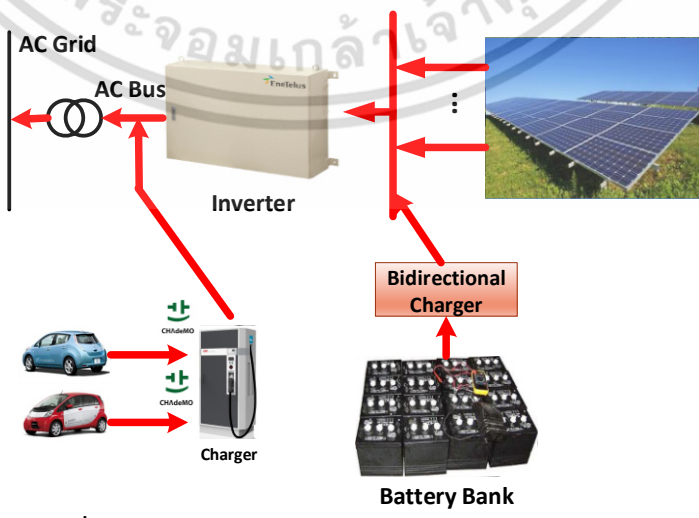 AC Grid
AC Bus
EneTelus
Inverter
Bidirectional
Charger
CHAdeMO
CHAdeMO
Charger
Battery Bank